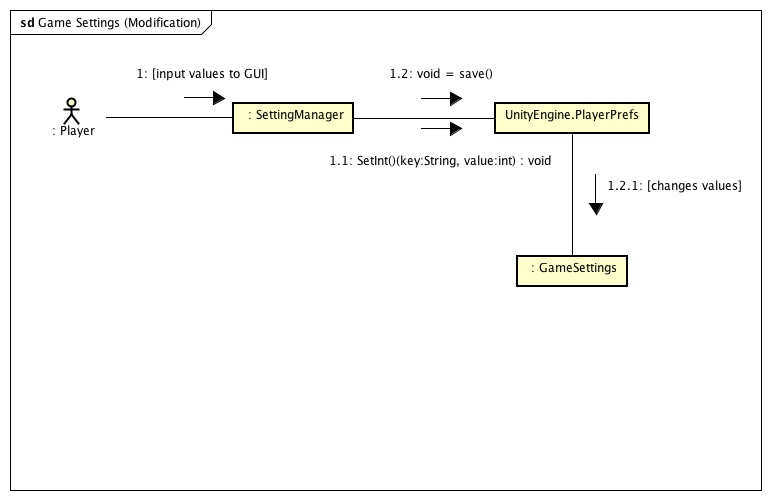 sd Game Settings (Modification)
1: [input values to GUI]
1.2: void = save()
: Player
: SettingManager
UnityEngine.PlayerPrefs
1.1: SetInt()(key:String, value:int) : void
1.2.1: [changes values]
: GameSettings